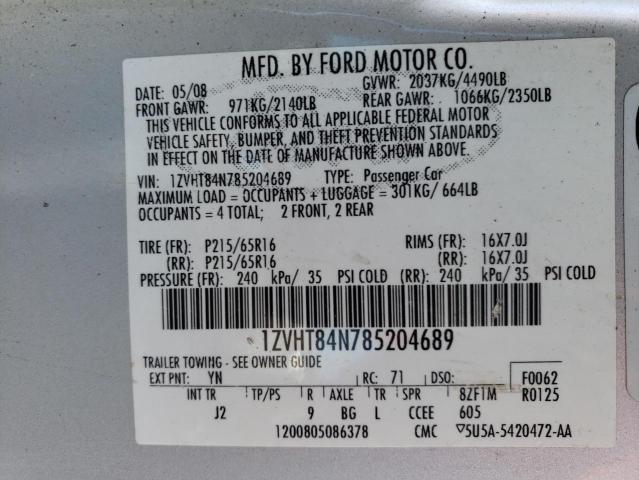 MFD. BY FORD MOTOR CO.
DATE: 05/08 GVWR: 2037KG/4490LB
FRONT GAWR: 971KG/2140LB REAR GAWR: 1066KG/2350LB
THIS VEHICLE CONFORMS TO ALL APPLICABLE FEDERAL MOTOR
VEHICLE SAFETY, BUMPER, AND THEFT PREVENTION STANDARDS
IN EFFECT ON THE DATE OF MANUFACTURE SHOWN ABOVE.
VIN: 1ZVHT84N785204689 TYPE: Passenger Car
MAXIMUM LOAD = OCCUPANTS + LUGGAGE = 301KG/ 664LB
OCCUPANTS = 4 TOTAL; 2 FRONT, 2 REAR
TIRE (FR): P215/65R16 RIMS (FR): 16X7.0J
(RR): P215/65R16 (RR): 16X7.0J
PRESSURE (FR): 240 kPa/ 35 PSI COLD (RR): 240 kPa/ 35 PSI COLD
1ZVHT84N785204689
TRAILER TOWING - SEE OWNER GUIDE
EXT PNT: YN RC: 71 DSO: F0062
INT TR TP/PS R AXLE TR SPR 8ZF1M R0125
J2 9 BG L CCEE 605
1200805086378 CMC ▽5U5A-5420472-AA